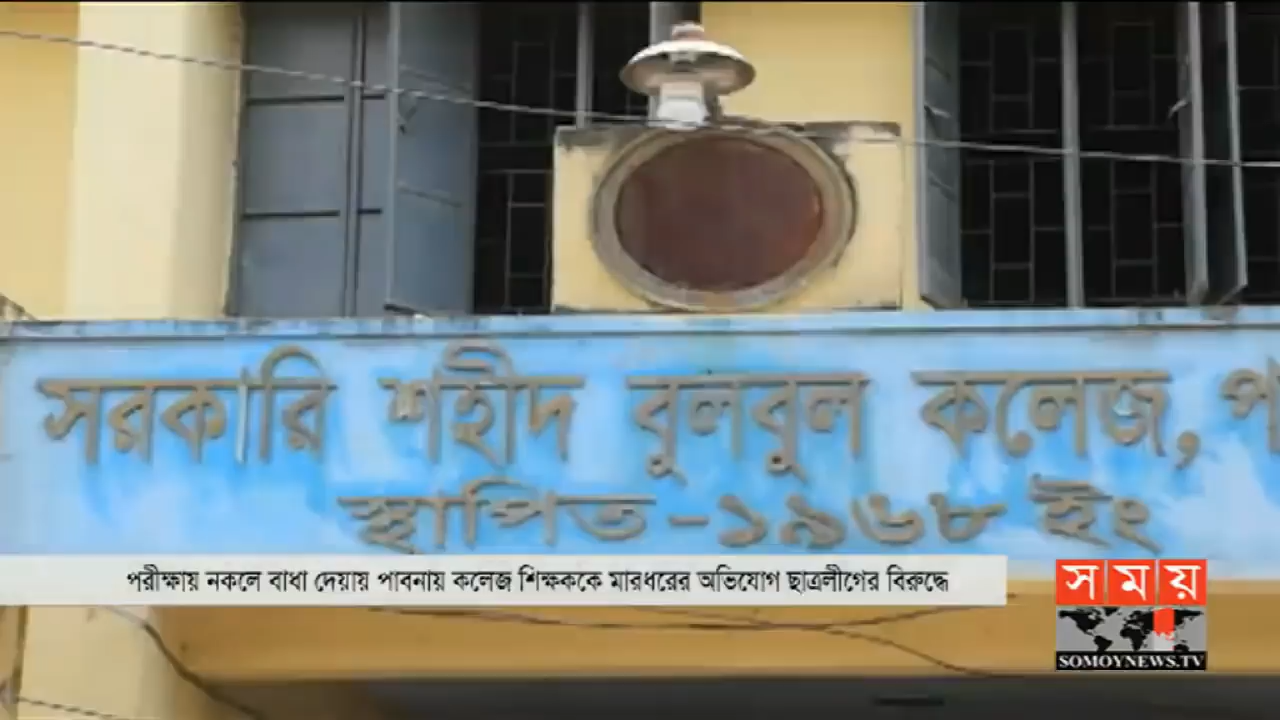 সরকারি শহীদ বুলবুল কলেজ, প
স্থাপিত-১৯৬৮ ইং
পরীক্ষায় নকলে বাধা দেয়ায় পাবনায় কলেজ শিক্ষককে মারধরের অভিযোগ ছাত্রলীগের বিরুদ্ধে
সময়
SOMOYNEWS.TV